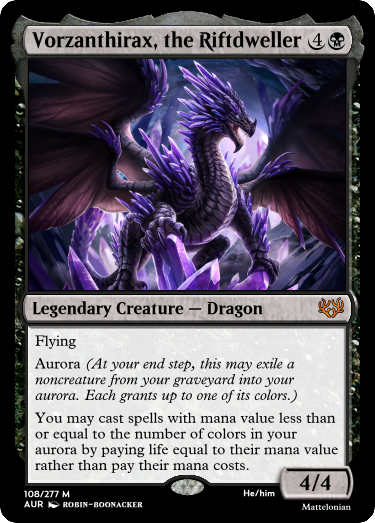 Vorzanthirax, the Riftdweller 4
Legendary Creature — Dragon
Flying
Aurora (At your end step, this may exile a
noncreature from your graveyard into your
aurora. Each grants up to one of its colors.)
You may cast spells with mana value less than
or equal to the number of colors in your
aurora by paying life equal to their mana value
rather than pay their mana costs.
4/4
108/277 M
He/him
AUR ROBIN-BOONACKER
Mattelonian